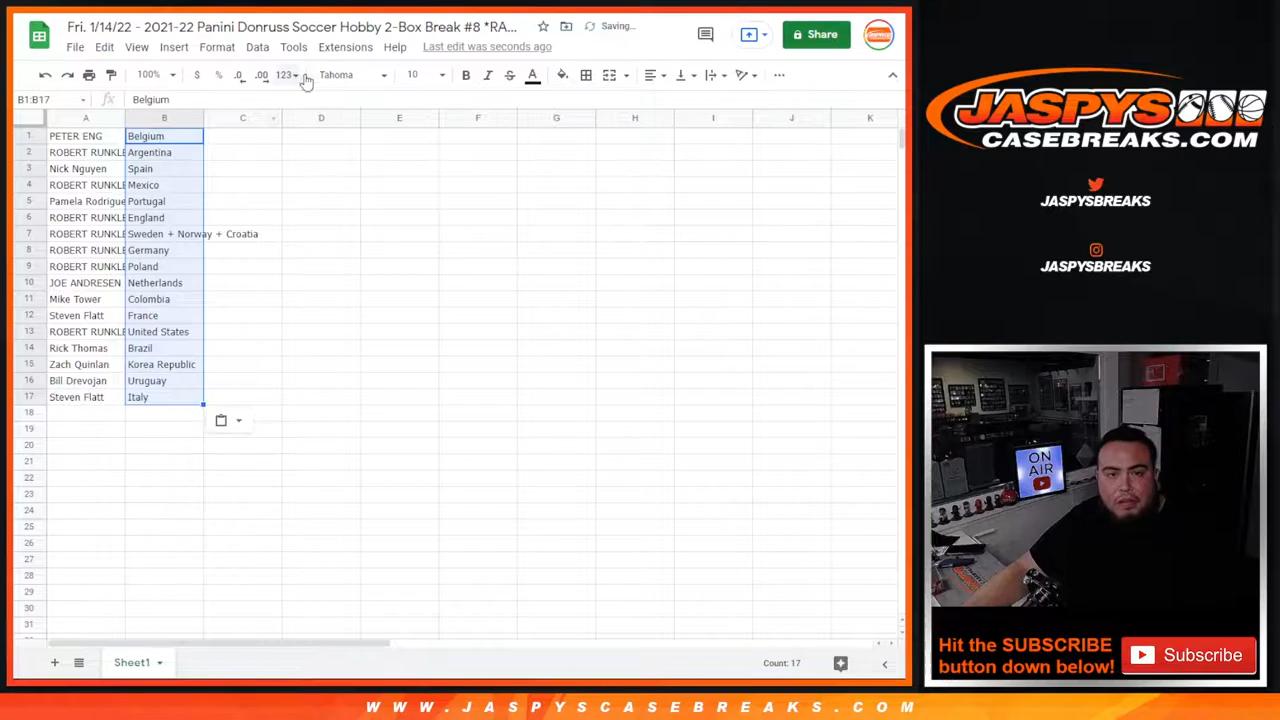 Fri. 1/14/22 - 2021-22 Panini Donruss Soccer Hobby 2-Box Break #8 *RA...
Saving...
File Edit View Insert Format Data Tools Extensions Help Last edit was seconds ago
Share
100% $ % .0 .00 123 Tahoma 10 B I S A
B1:B17 fx Belgium
A B C D E F G H I J K
1 PETER ENG Belgium
2 ROBERT RUNKLE Argentina
3 Nick Nguyen Spain
4 ROBERT RUNKLE Mexico
5 Pamela Rodrigue Portugal
6 ROBERT RUNKLE England
7 ROBERT RUNKLE Sweden + Norway + Croatia
8 ROBERT RUNKLE Germany
9 ROBERT RUNKLE Poland
10 JOE ANDRESEN Netherlands
11 Mike Tower Colombia
12 Steven Flatt France
13 ROBERT RUNKLE United States
14 Rick Thomas Brazil
15 Zach Quinlan Korea Republic
16 Bill Drevojan Uruguay
17 Steven Flatt Italy
18
19
20
21
22
23
24
25
26
27
28
29
30
31
Sheet1
Count: 17
JASPYS
CASEBREAKS.COM
JASPYSBREAKS
JASPYSBREAKS
ON
AIR
Hit the SUBSCRIBE
button down below!
Subscribe
WWW.JASPYSCASEBREAKS.COM